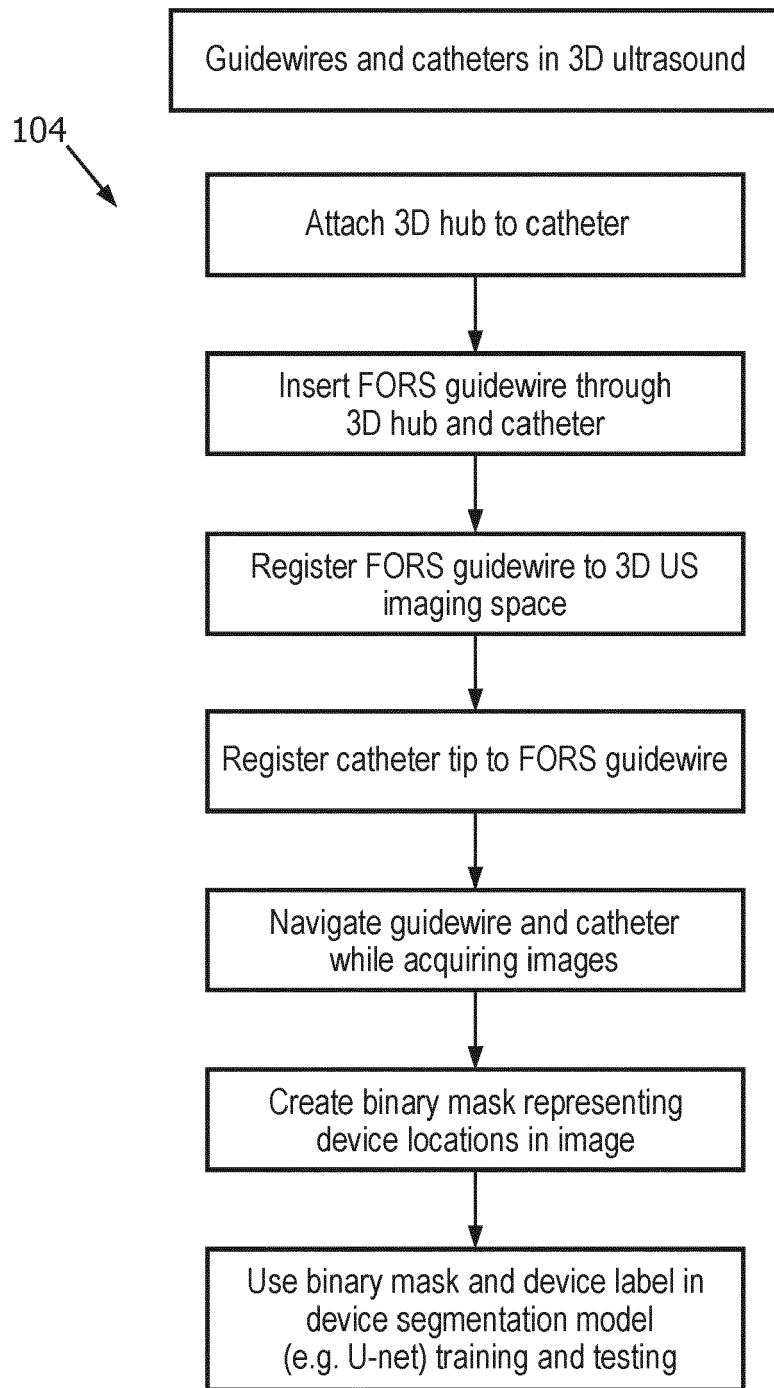 Guidewires and catheters in 3D ultrasound
104
Attach 3D hub to catheter
Insert FORS guidewire through
3D hub and catheter
Register FORS guidewire to 3D US
imaging space
Register catheter tip to FORS guidewire
Navigate guidewire and catheter
while acquiring images
Create binary mask representing
device locations in image
Use binary mask and device label in
device segmentation model
(e.g. U-net) training and testing